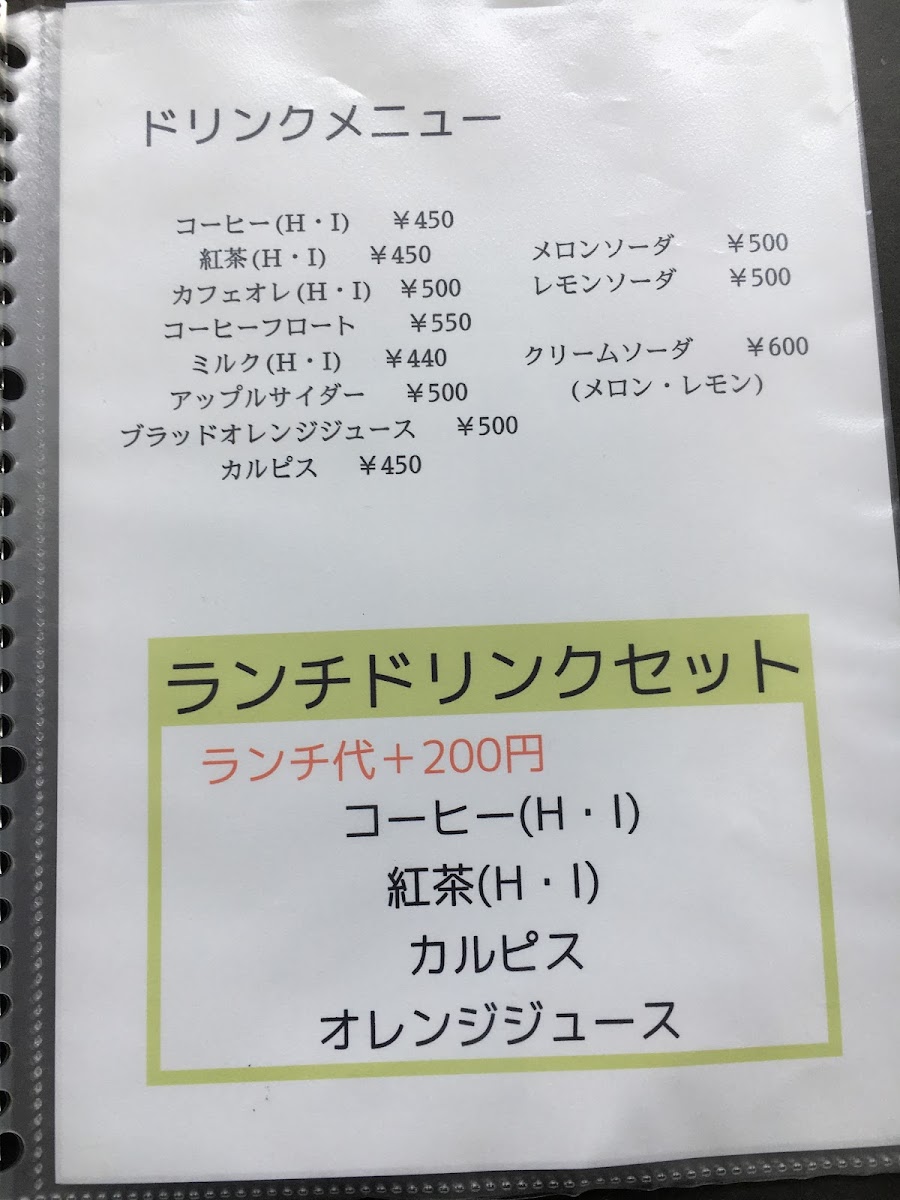 ドリンクメニュー
コーヒー(H・I) ￥450
紅茶(H・I) ￥450
カフェオレ(H・I) ￥500
コーヒーフロート ￥550
ミルク(H・I) ￥440
アップルサイダー ￥500
ブラッドオレンジジュース ￥500
カルピス ￥450
メロンソーダ ￥500
レモンソーダ ￥500
クリームソーダ ￥600
(メロン・レモン)
ランチドリンクセット
ランチ代＋200円
コーヒー(H・I)
紅茶(H・I)
カルピス
オレンジジュース